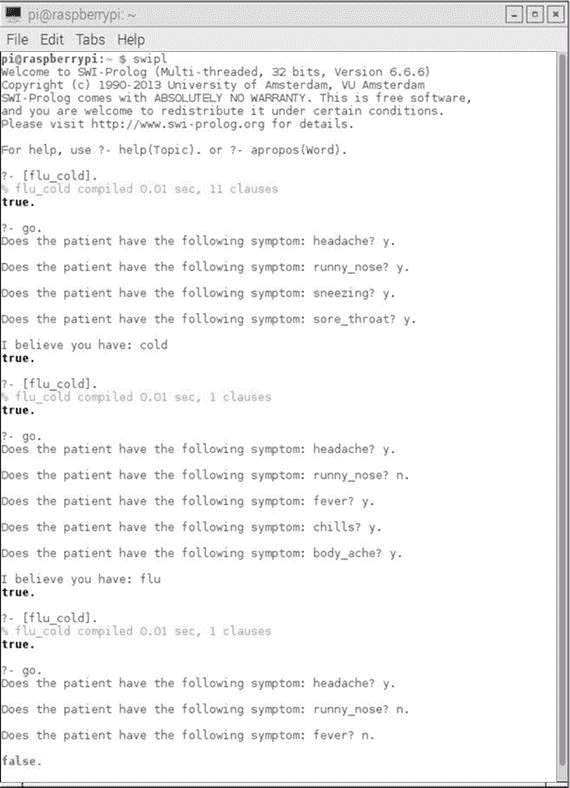 pi@raspberrypi: ~
File Edit Tabs Help
pi@raspberrypi:~ $ swipl
Welcome to SWI-Prolog (Multi-threaded, 32 bits, Version 6.6.6)
Copyright (c) 1990-2013 University of Amsterdam, VU Amsterdam
SWI-Prolog comes with ABSOLUTELY NO WARRANTY. This is free software,
and you are welcome to redistribute it under certain conditions.
Please visit http://www.swi-prolog.org for details.
For help, use ?- help(Topic). or ?- apropos(Word).
?- [flu_cold].
% flu_cold compiled 0.01 sec, 11 clauses
true.
?- go.
Does the patient have the following symptom: headache? y.
Does the patient have the following symptom: runny_nose? y.
Does the patient have the following symptom: sneezing? y.
Does the patient have the following symptom: sore_throat? y.
I believe you have: cold
true.
?- [flu_cold].
% flu_cold compiled 0.01 sec, 1 clauses
true.
?- go.
Does the patient have the following symptom: headache? y.
Does the patient have the following symptom: runny_nose? n.
Does the patient have the following symptom: fever? y.
Does the patient have the following symptom: chills? y.
Does the patient have the following symptom: body_ache? y.
I believe you have: flu
true.
?- [flu_cold].
% flu_cold compiled 0.01 sec, 1 clauses
true.
?- go.
Does the patient have the following symptom: headache? y.
Does the patient have the following symptom: runny_nose? n.
Does the patient have the following symptom: fever? n.
false.